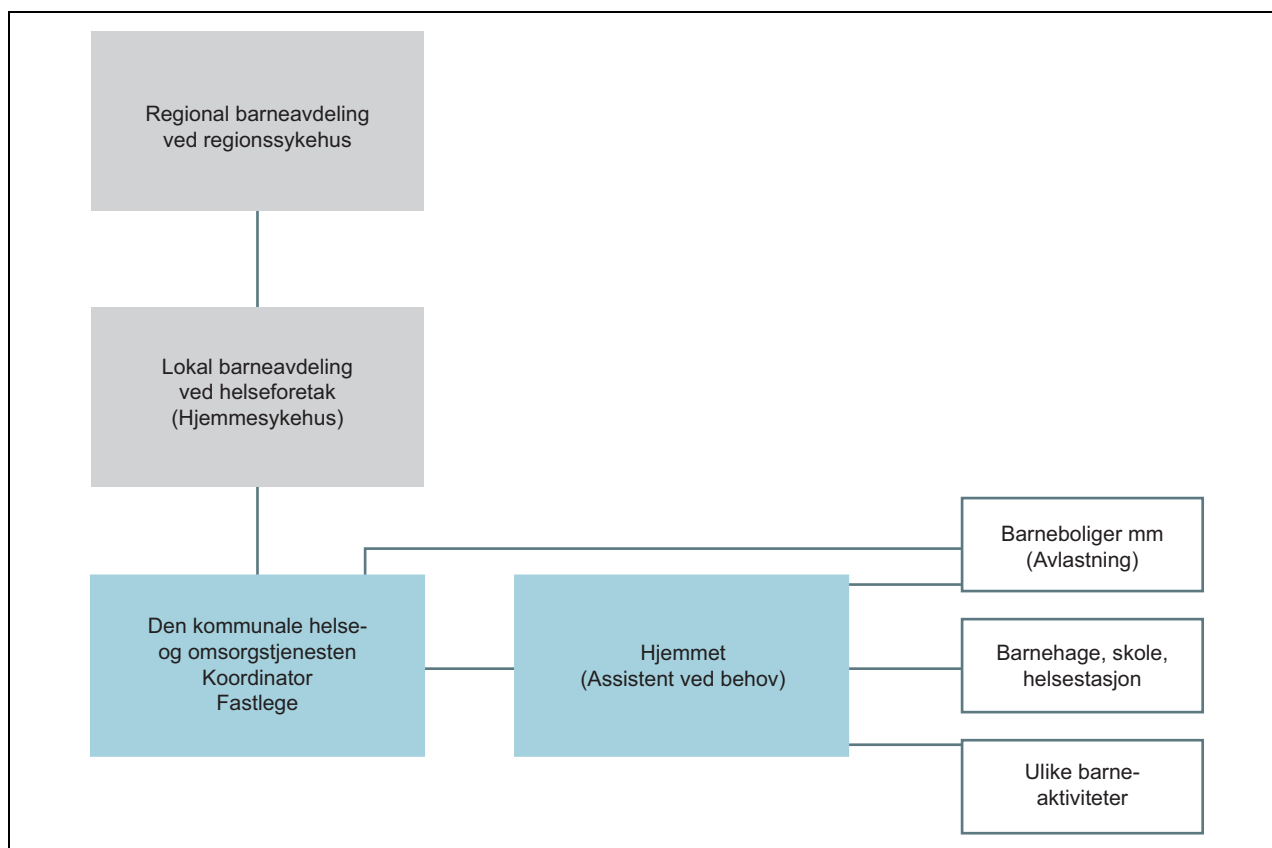 Regional barneavdeling
ved regionssykehus
Lokal barneavdeling
ved helseforetak
(Hjemmesykehus)
Den kommunale helse-
og omsorgstjenesten
Koordinator
Fastlege
Hjemmet
(Assistent ved behov)
Barneboliger mm
(Avlastning)
Barnehage, skole,
helsestasjon
Ulike barne-
aktiviteter